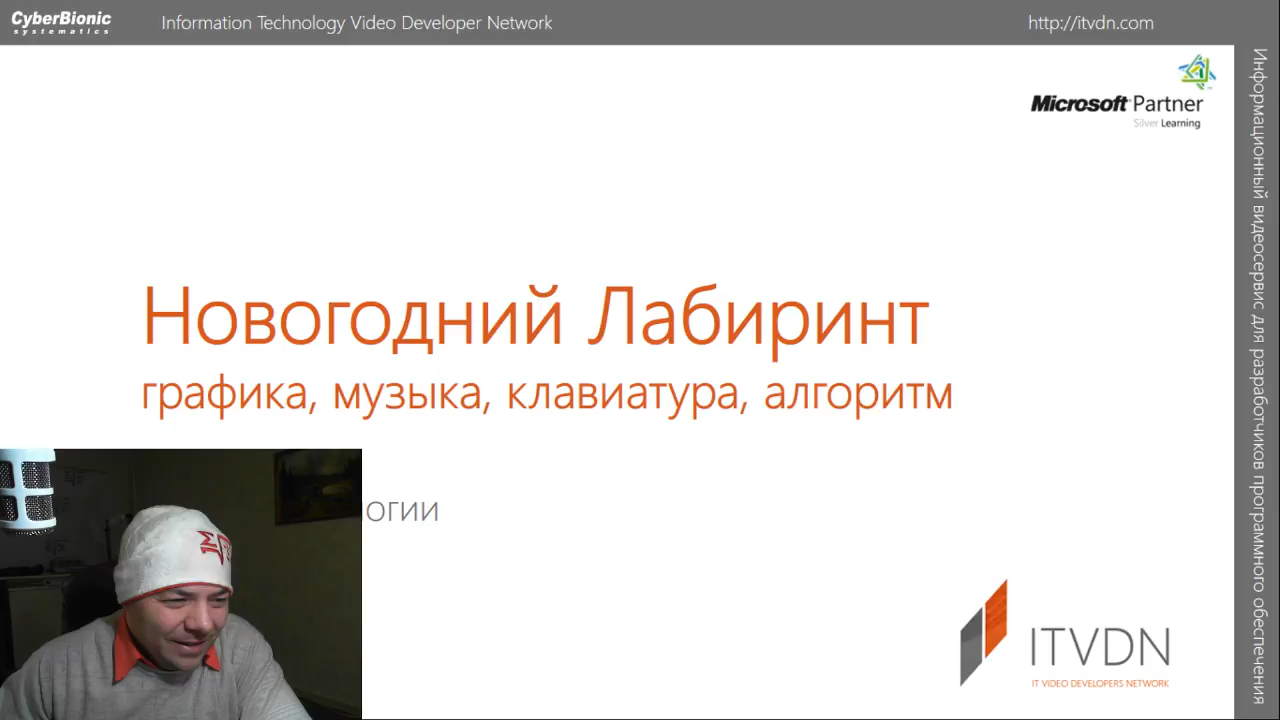 CyberBionic
systematics
Information Technology Video Developer Network
http://itvdn.com
Microsoft Partner
Silver Learning
Новогодний Лабиринт
графика, музыка, клавиатура, алгоритм
огии
ITVDN
IT VIDEO DEVELOPERS NETWORK
Информационный видеосервис для разработчиков программного обеспечения